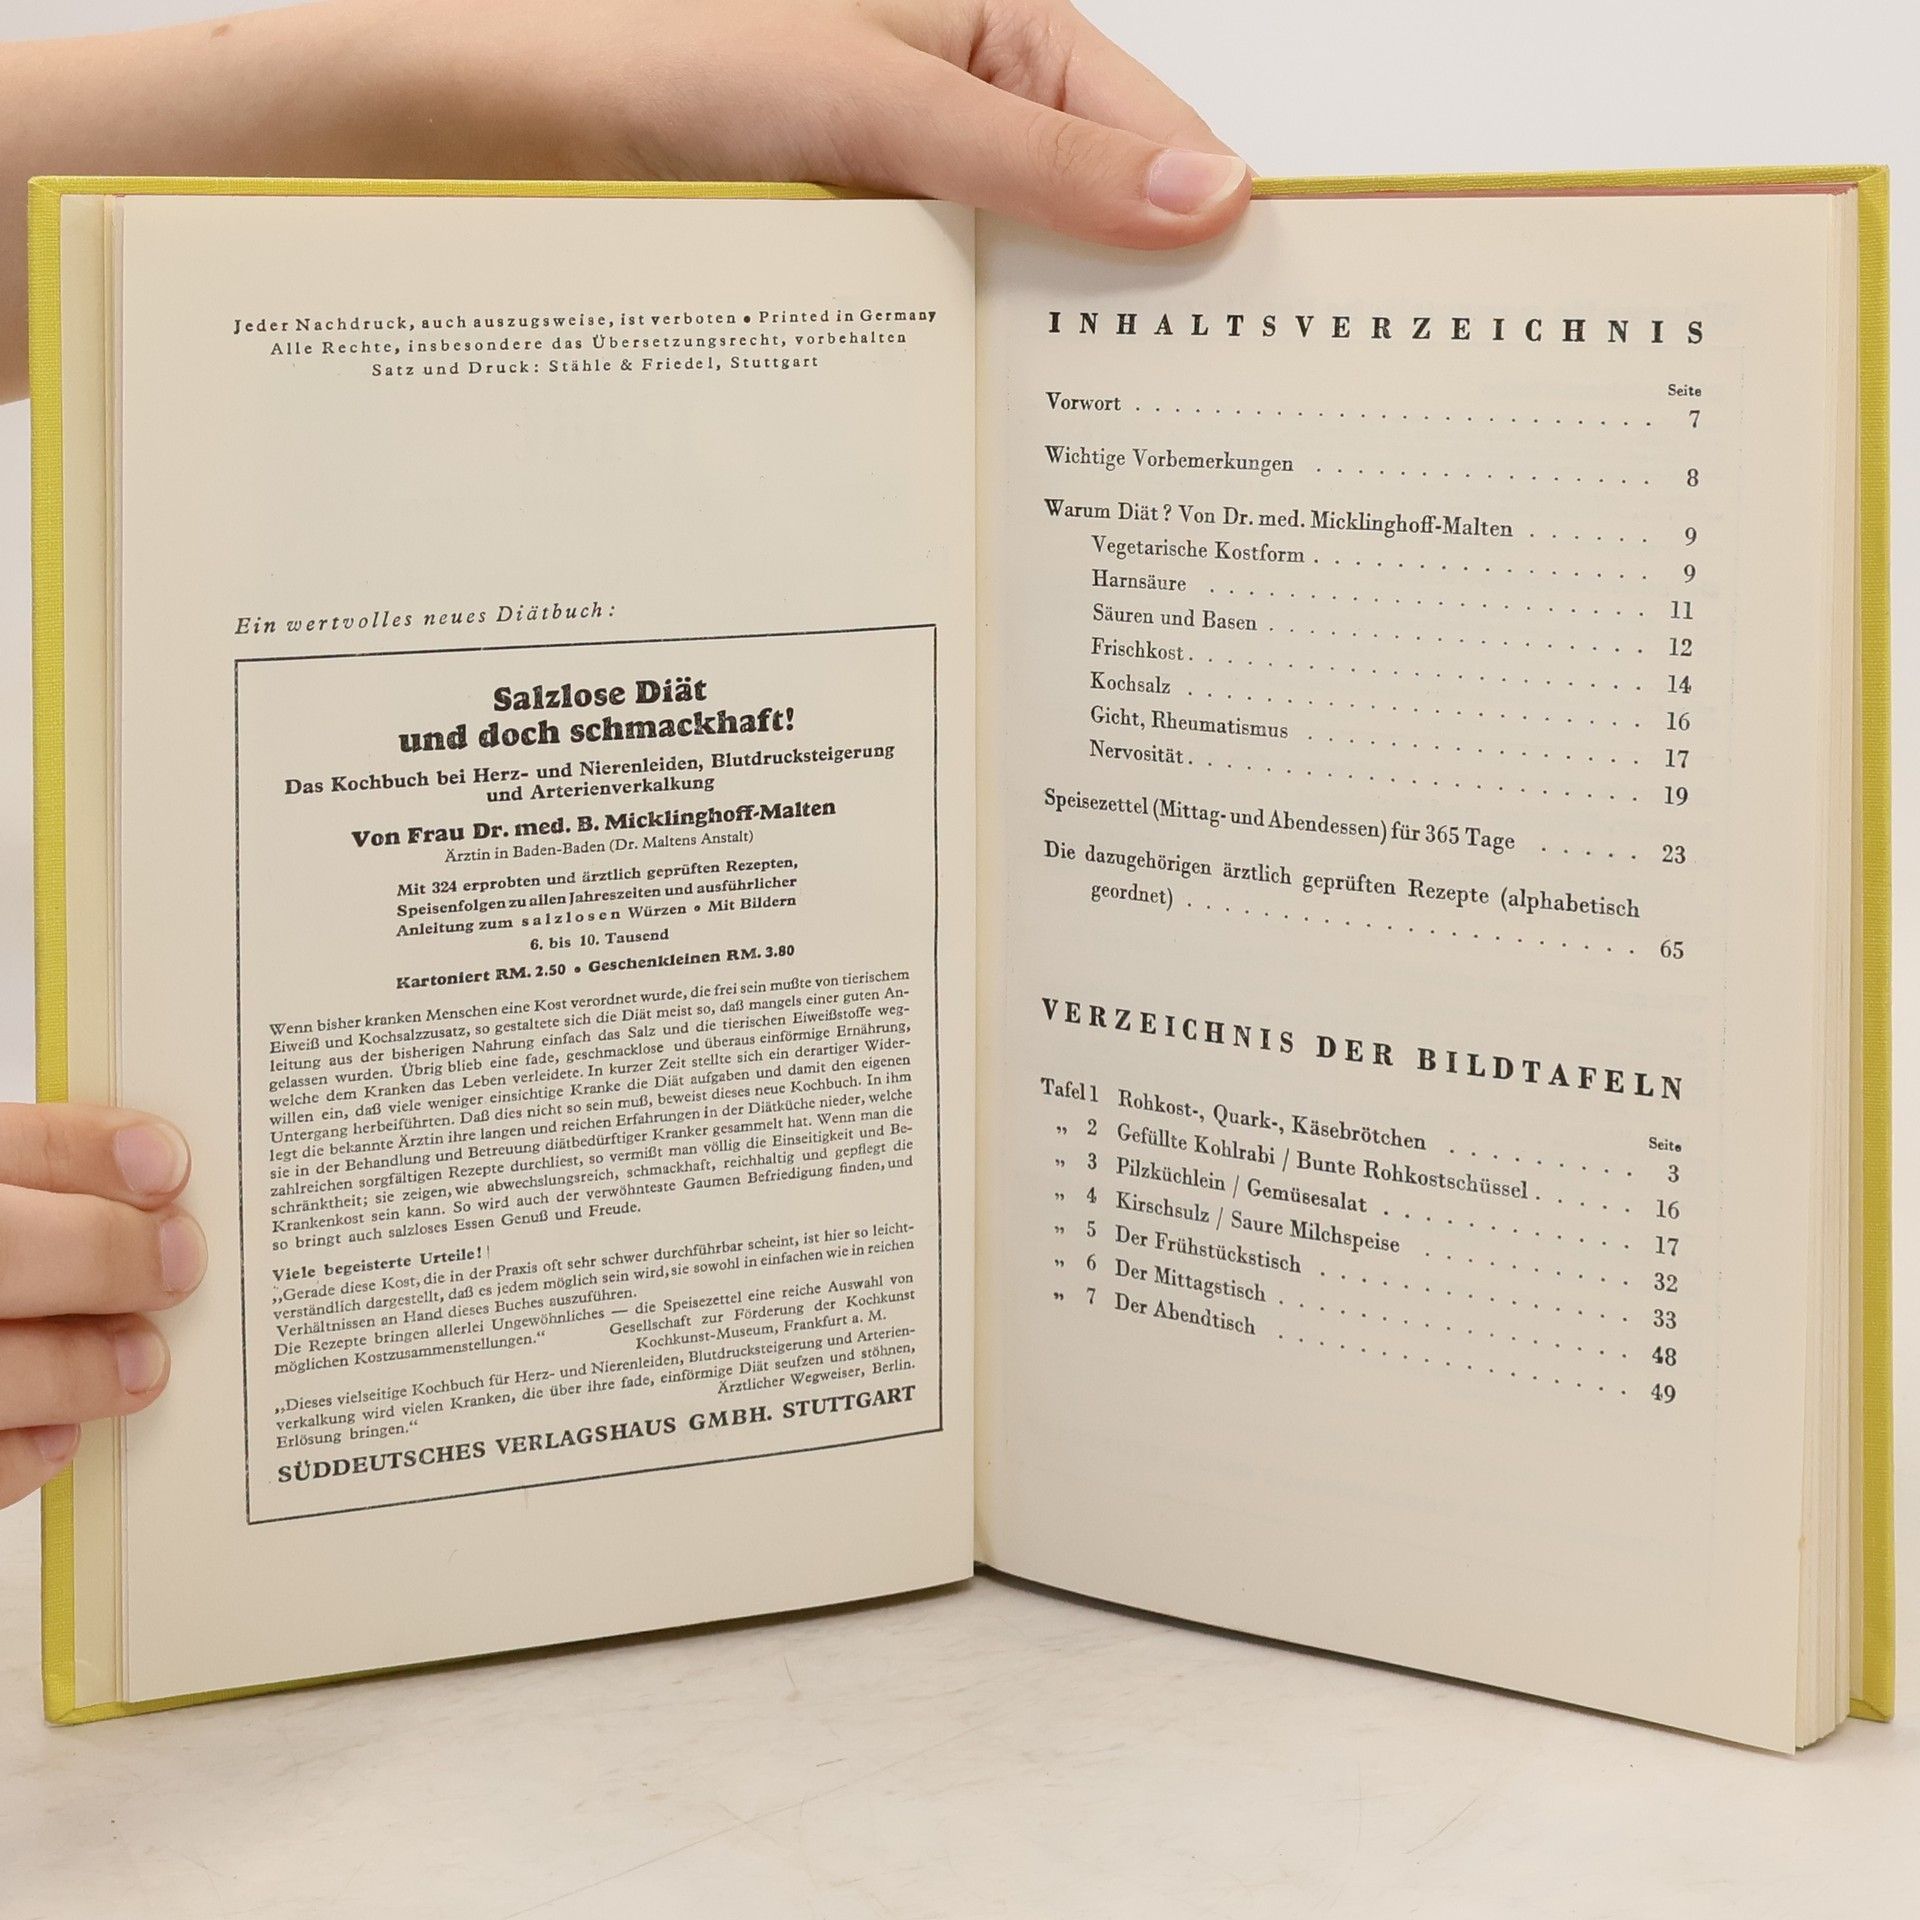 Jeder Nachdruck, auch auszugsweise, ist verboten • Printed in Germany
Alle Rechte, insbesondere das Übersetzungsrecht, vorbehalten
Satz und Druck: Stähle & Friedel, Stuttgart
Ein wertvolles neues Diätbuch:
Salzlose Diät
und doch schmackhaft!
Das Kochbuch bei Herz- und Nierenleiden, Blutdrucksteigerung
und Arterienverkalkung
Von Frau Dr. med. B. Micklinghoff-Malten
Ärztin in Baden-Baden (Dr. Maltens Anstalt)
Mit 324 erprobten und ärztlich geprüften Rezepten,
Speisenfolgen zu allen Jahreszeiten und ausführlicher
Anleitung zum salzlosen Würzen • Mit Bildern
6. bis 10. Tausend
Kartoniert RM. 2.50 • Geschenkleinen RM. 3.80
Wenn bisher kranken Menschen eine Kost verordnet wurde, die frei sein mußte von tierischem
Eiweiß und Kochsalzzusatz, so gestaltete sich die Diät meist so, daß mangels einer guten An-
leitung aus der bisherigen Nahrung einfach das Salz und die tierischen Eiweißstoffe weg-
gelassen wurden. Übrig blieb eine fade, geschmacklose und überaus einförmige Ernährung,
welche dem Kranken das Leben verleidete. In kurzer Zeit stellte sich ein derartiger Wider-
willen ein, daß viele weniger einsichtige Kranke die Diät aufgaben und damit den eigenen
Untergang herbeiführten. Daß dies nicht so sein muß, beweist dieses neue Kochbuch. In ihm
legt die bekannte Ärztin ihre langen und reichen Erfahrungen in der Diätküche nieder, welche
sie in der Behandlung und Betreuung diätbedürftiger Kranker gesammelt hat. Wenn man die
zahlreichen sorgfältigen Rezepte durchliest, so vermißt man völlig die Einseitigkeit und Be-
schränktheit; sie zeigen, wie abwechslungsreich, schmackhaft, reichhaltig und gepflegt die
Krankenkost sein kann. So wird auch der verwöhnteste Gaumen Befriedigung finden, und
so bringt auch salzloses Essen Genuß und Freude.
Viele begeisterte Urteile!
„Gerade diese Kost, die in der Praxis oft sehr schwer durchführbar scheint, ist hier so leicht-
verständlich dargestellt, daß es jedem möglich sein wird, sie sowohl in einfachen wie in reichen
Verhältnissen an Hand dieses Buches auszuführen.
Die Rezepte bringen allerlei Ungewöhnliches — die Speisezettel eine reiche Auswahl von
möglichen Kostzusammenstellungen.“ Gesellschaft zur Förderung der Kochkunst
Kochkunst-Museum, Frankfurt a. M.
„Dieses vielseitige Kochbuch für Herz- und Nierenleiden, Blutdrucksteigerung und Arterien-
verkalkung wird vielen Kranken, die über ihre fade, einförmige Diät seufzen und stöhnen,
Erlösung bringen.“ Ärztlicher Wegweiser, Berlin.
SÜDDEUTSCHES VERLAGSHAUS GMBH. STUTTGART
INHALTSVERZEICHNIS
Seite
Vorwort . . . . . . . . . . 7
Wichtige Vorbemerkungen . . . . . . . . . . 8
Warum Diät? Von Dr. med. Micklinghoff-Malten . . . . . . 9
Vegetarische Kostform . . . . . . . . . . 9
Harnsäure . . . . . . . . . . 11
Säuren und Basen . . . . . . . . . . 12
Frischkost . . . . . . . . . . 14
Kochsalz . . . . . . . . . . 16
Gicht, Rheumatismus . . . . . . . . . . 17
Nervosität . . . . . . . . . . 19
Speisezettel (Mittag- und Abendessen) für 365 Tage . . . . . 23
Die dazugehörigen ärztlich geprüften Rezepte (alphabetisch
geordnet) . . . . . . . . . . 65
VERZEICHNIS DER BILDTAFELN
Seite
Tafel 1 Rohkost-, Quark-, Käsebrötchen . . . . . . . . . . 3
„ 2 Gefüllte Kohlrabi / Bunte Rohkostschüssel . . . . . 16
„ 3 Pilzküchlein / Gemüsesalat . . . . . . . . . . 17
„ 4 Kirschsulz / Saure Milchspeise . . . . . . . . . . 32
„ 5 Der Frühstückstisch . . . . . . . . . . 33
„ 6 Der Mittagstisch . . . . . . . . . . 48
„ 7 Der Abendtisch . . . . . . . . . . 49